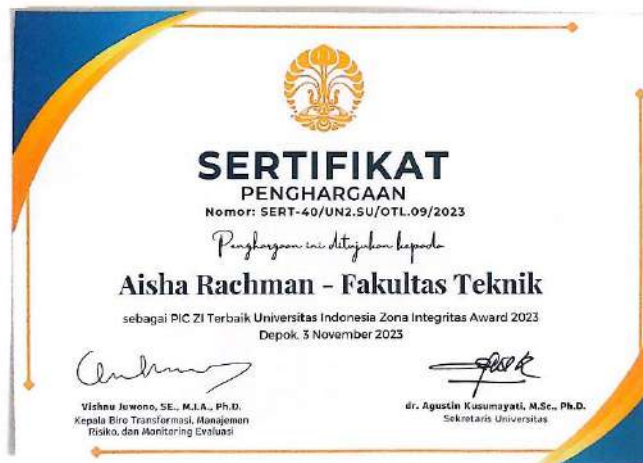 SERTIFIKAT
PENGHARGAAN
Nomor: SERT-40/UN2.SU/OTL.09/2023
Penghargaan ini ditujukan kepada
Aisha Rachman - Fakultas Teknik
sebagai PIC ZI Terbaik Universitas Indonesia Zona Integritas Award 2023
Depok, 3 November 2023
Vishnu Juwono, SE., M.I.A., Ph.D.
Kepala Biro Transformasi, Manajemen
Risiko, dan Monitoring Evaluasi
dr. Agustin Kusumayati, M.Sc., Ph.D.
Sekretaris Universitas